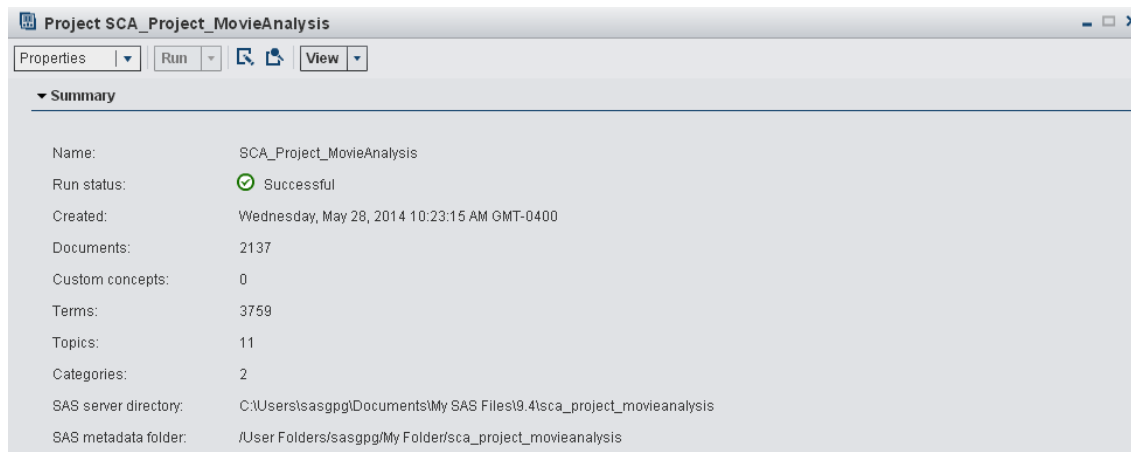 Project SCA_Project_MovieAnalysis
Properties Run View
Summary
Name: SCA_Project_MovieAnalysis
Run status: Successful
Created: Wednesday, May 28, 2014 10:23:15 AM GMT-0400
Documents: 2137
Custom concepts: 0
Terms: 3759
Topics: 11
Categories: 2
SAS server directory: C:\Users\sasgpg\Documents\My SAS Files\9.4\sca_project_movieanalysis
SAS metadata folder: /User Folders/sasgpg/My Folder/sca_project_movieanalysis